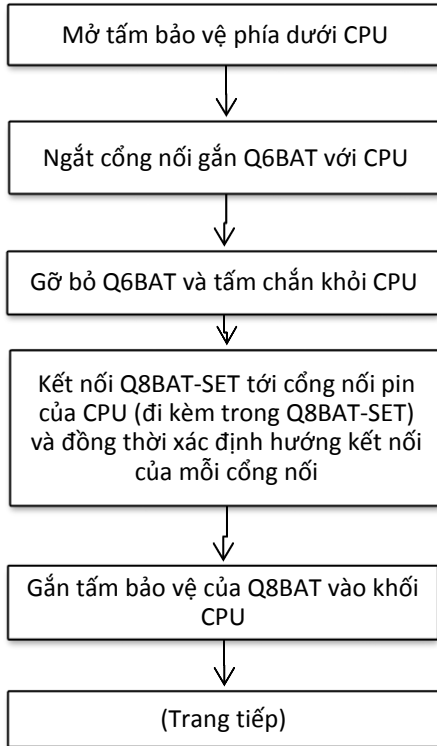 Mở tấm bảo vệ phía dưới CPU
Ngắt cổng nối gắn Q6BAT với CPU
Gỡ bỏ Q6BAT và tấm chắn khỏi CPU
Kết nối Q8BAT-SET tới cổng nối pin
của CPU (đi kèm trong Q8BAT-SET)
và đồng thời xác định hướng kết nối
của mỗi cổng nối
Gắn tấm bảo vệ của Q8BAT vào khối
CPU
(Trang tiếp)